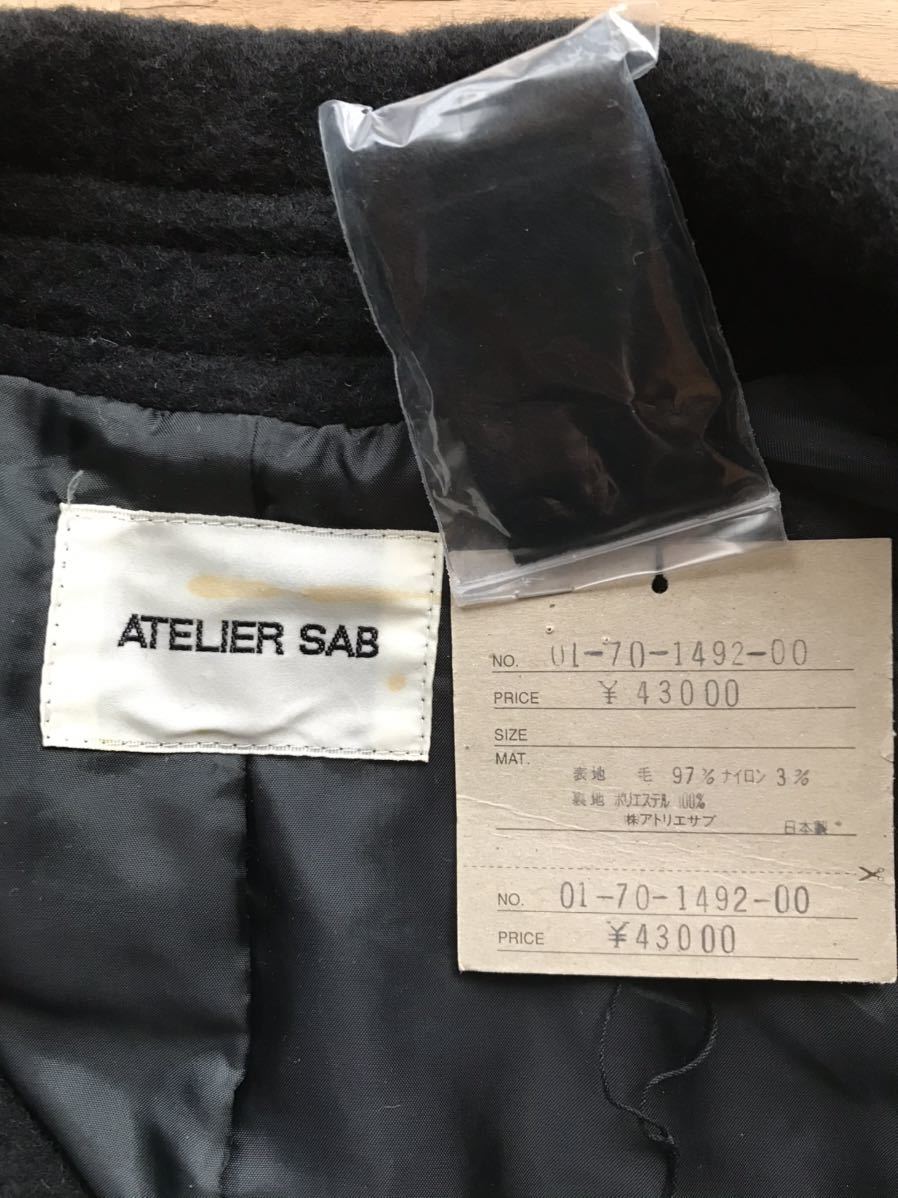 ATELIER SAB
NO. 01-70-1492-00
PRICE ¥43000
SIZE
MAT.
表地 毛 97% ナイロン 3%
裏地 ポリエステル 100%
㈱アトリエサブ
日本製
NO. 01-70-1492-00
PRICE ¥43000